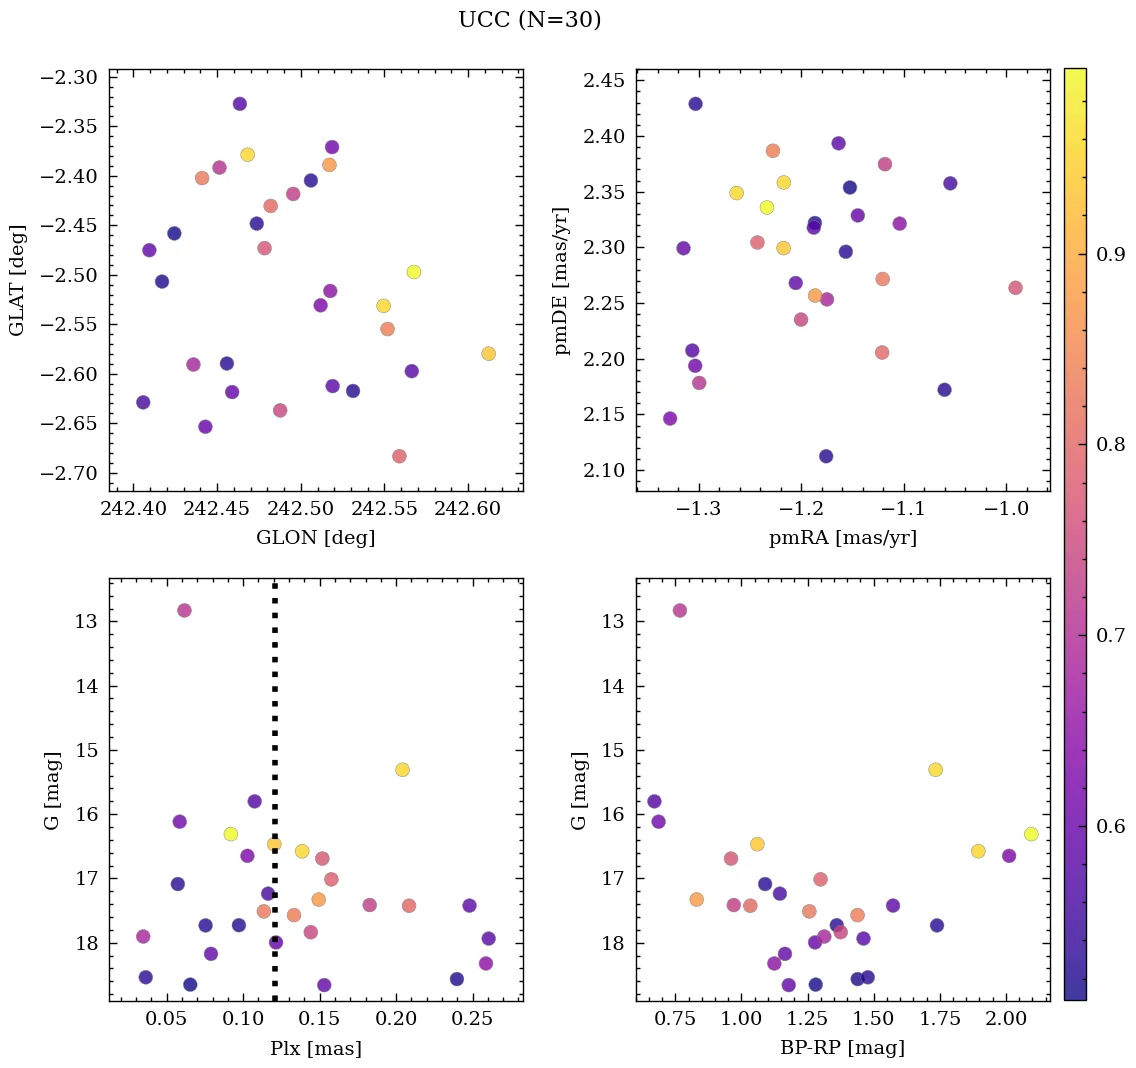 UCC (N=30)
−2.30
−2.35
−2.40
−2.45
−2.50
−2.55
−2.60
−2.65
−2.70
GLAT [deg]
242.40 242.45 242.50 242.55 242.60
GLON [deg]
2.45
2.40
2.35
2.30
2.25
2.20
2.15
2.10
pmDE [mas/yr]
−1.3 −1.2 −1.1 −1.0
pmRA [mas/yr]
13
14
15
16
17
18
G [mag]
0.05 0.10 0.15 0.20 0.25
Plx [mas]
13
14
15
16
17
18
G [mag]
0.75 1.00 1.25 1.50 1.75 2.00
BP-RP [mag]
0.9
0.8
0.7
0.6